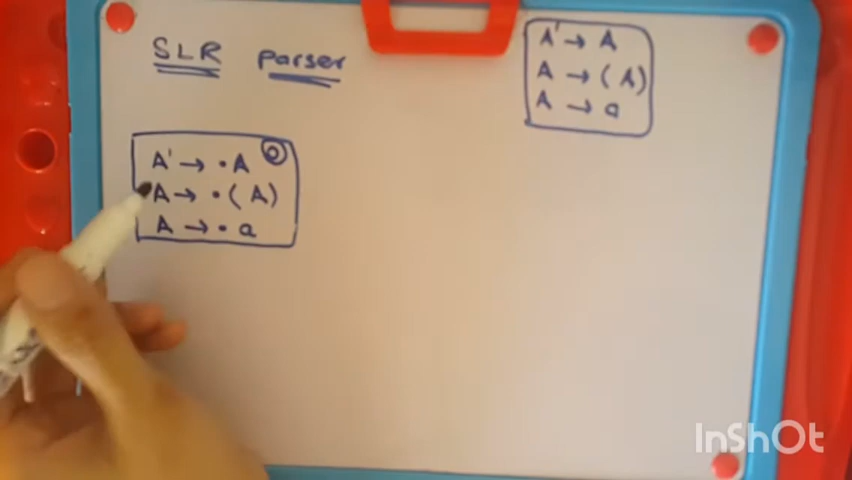 SLR Parser
A' → A
A → (A)
A → a
A' → •A 0
A → •(A)
A → •a
InShOt